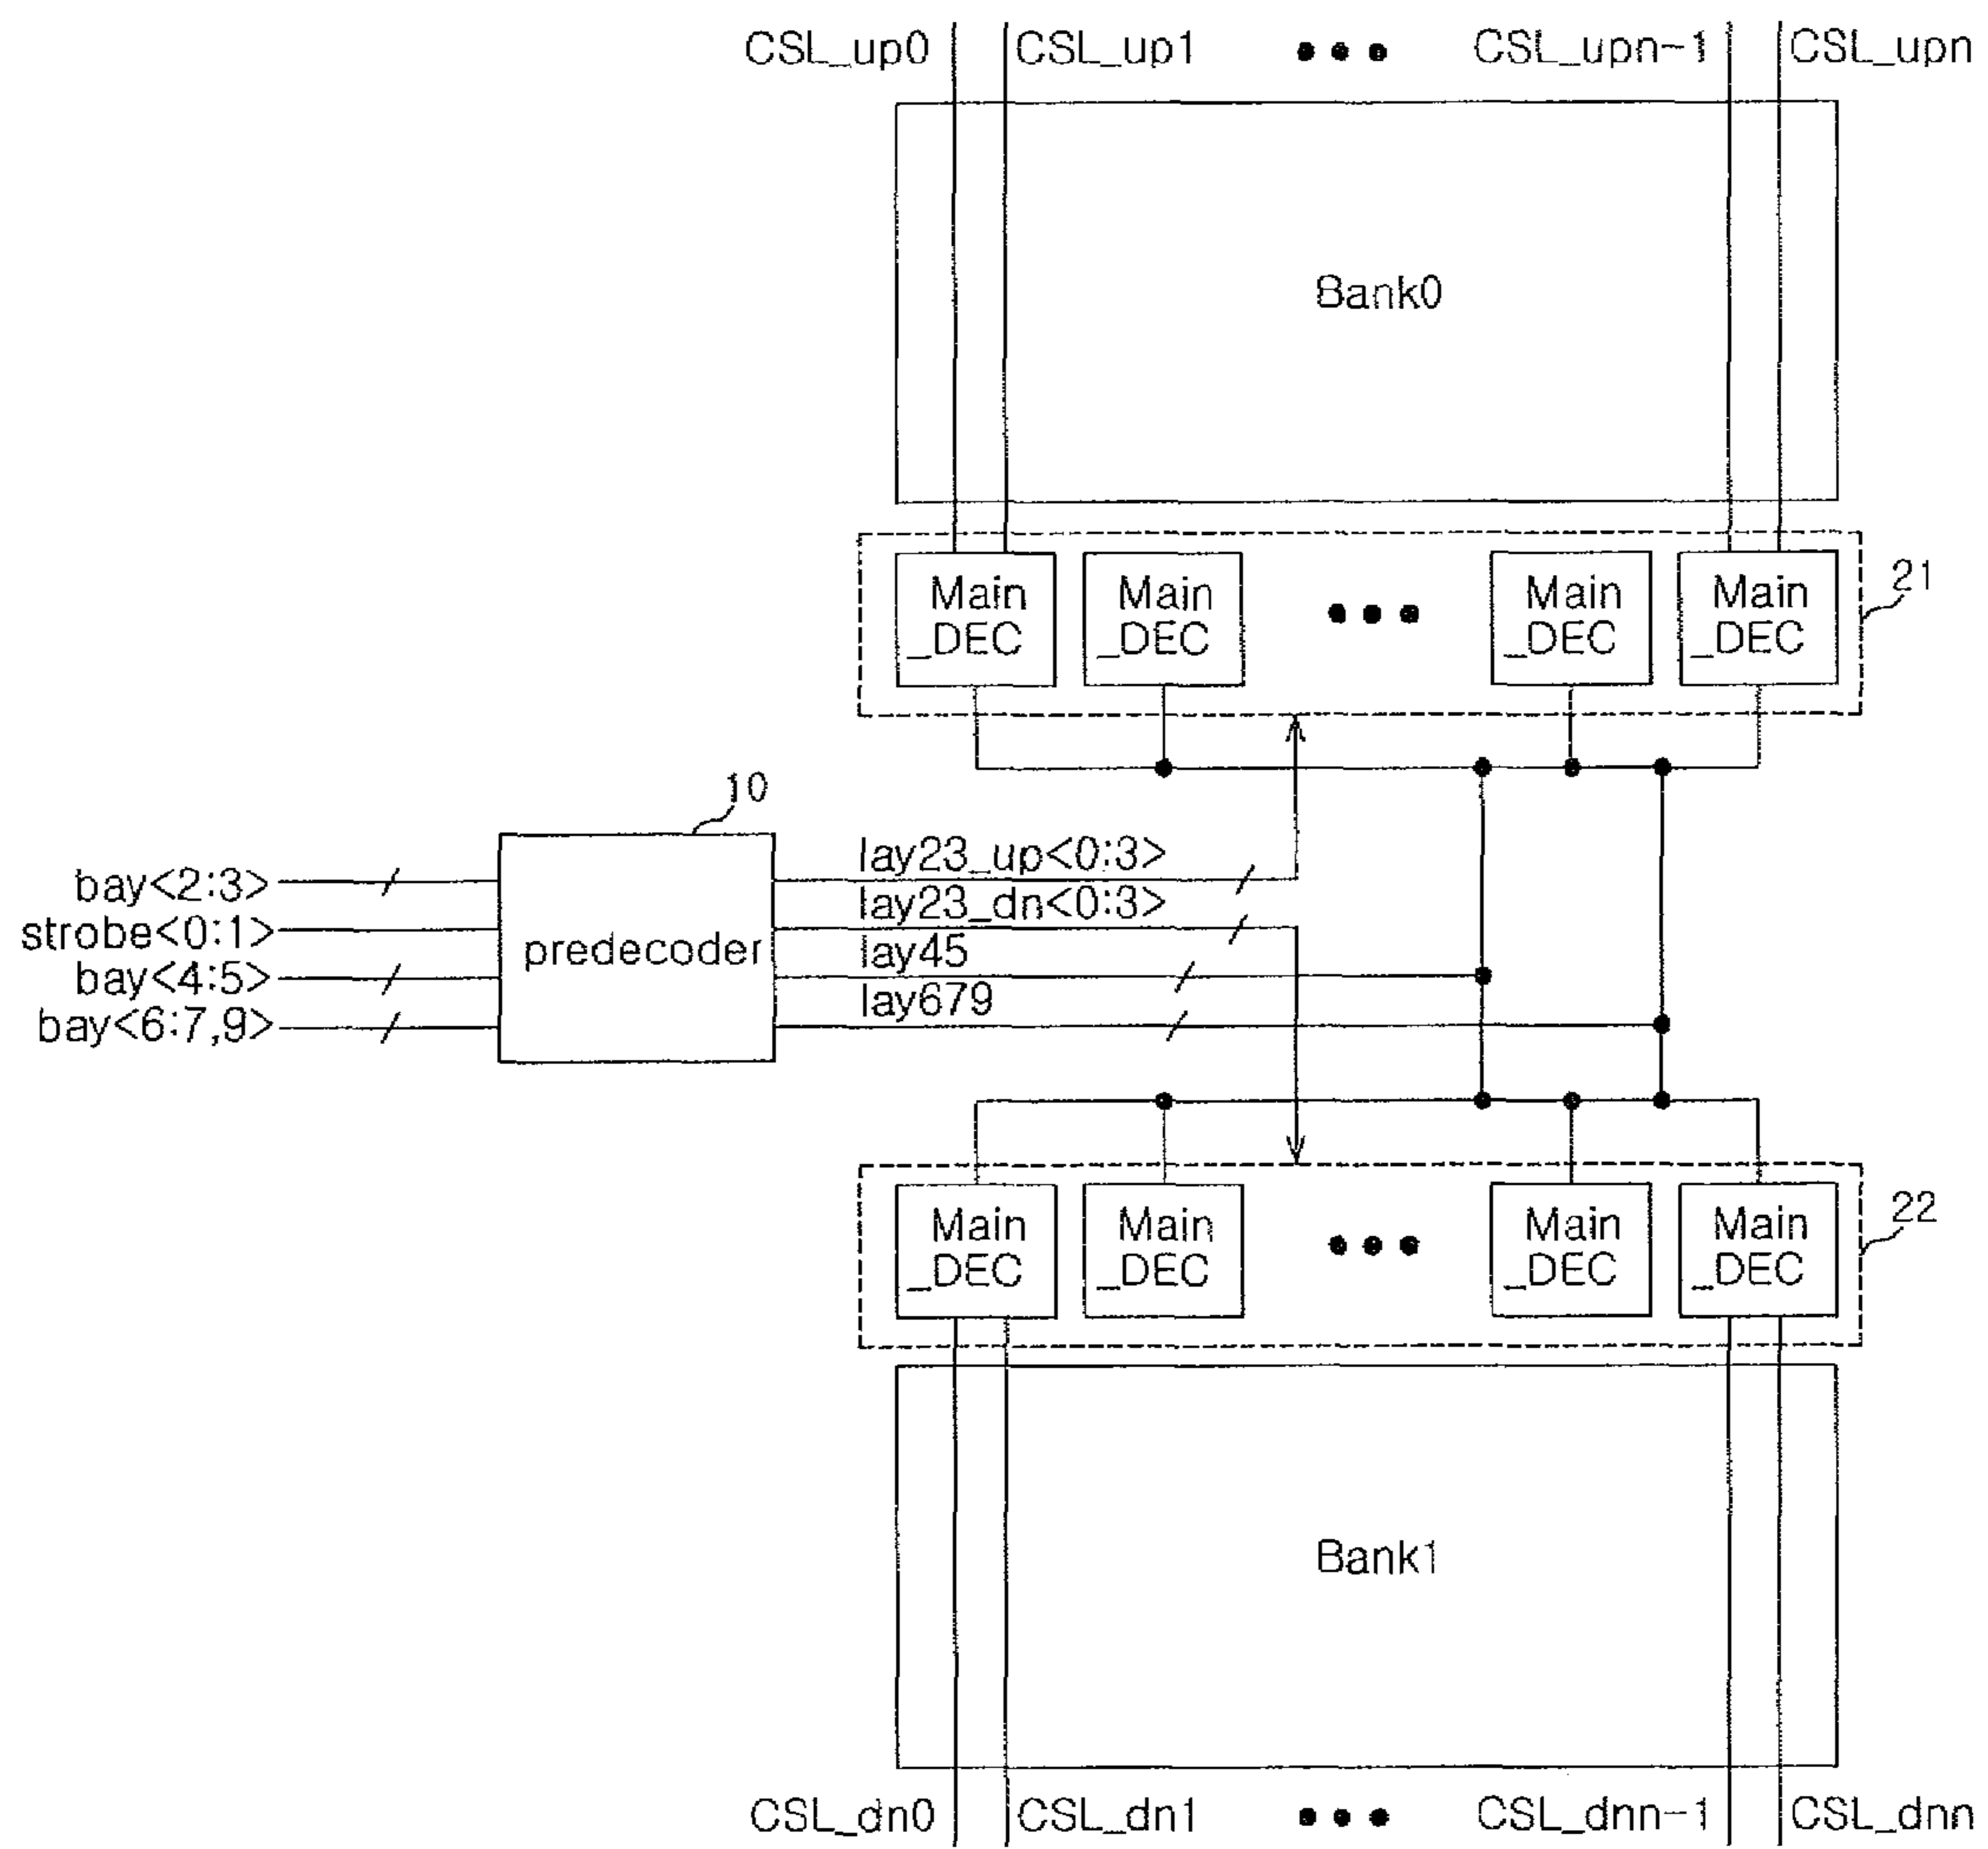 CSL_up0 CSL_up1 ••• CSL_upn-1 CSL_upn
Bank0
Main
_DEC
Main
_DEC
•••
Main
_DEC
Main
_DEC
21
10
predecoder
bay<2:3>
strobe<0:1>
bay<4:5>
bay<6:7,9>
lay23_up<0:3>
lay23_dn<0:3>
lay45
lay679
Main
_DEC
Main
_DEC
•••
Main
_DEC
Main
_DEC
22
Bank1
CSL_dn0 CSL_dn1 ••• CSL_dnn-1 CSL_dnn